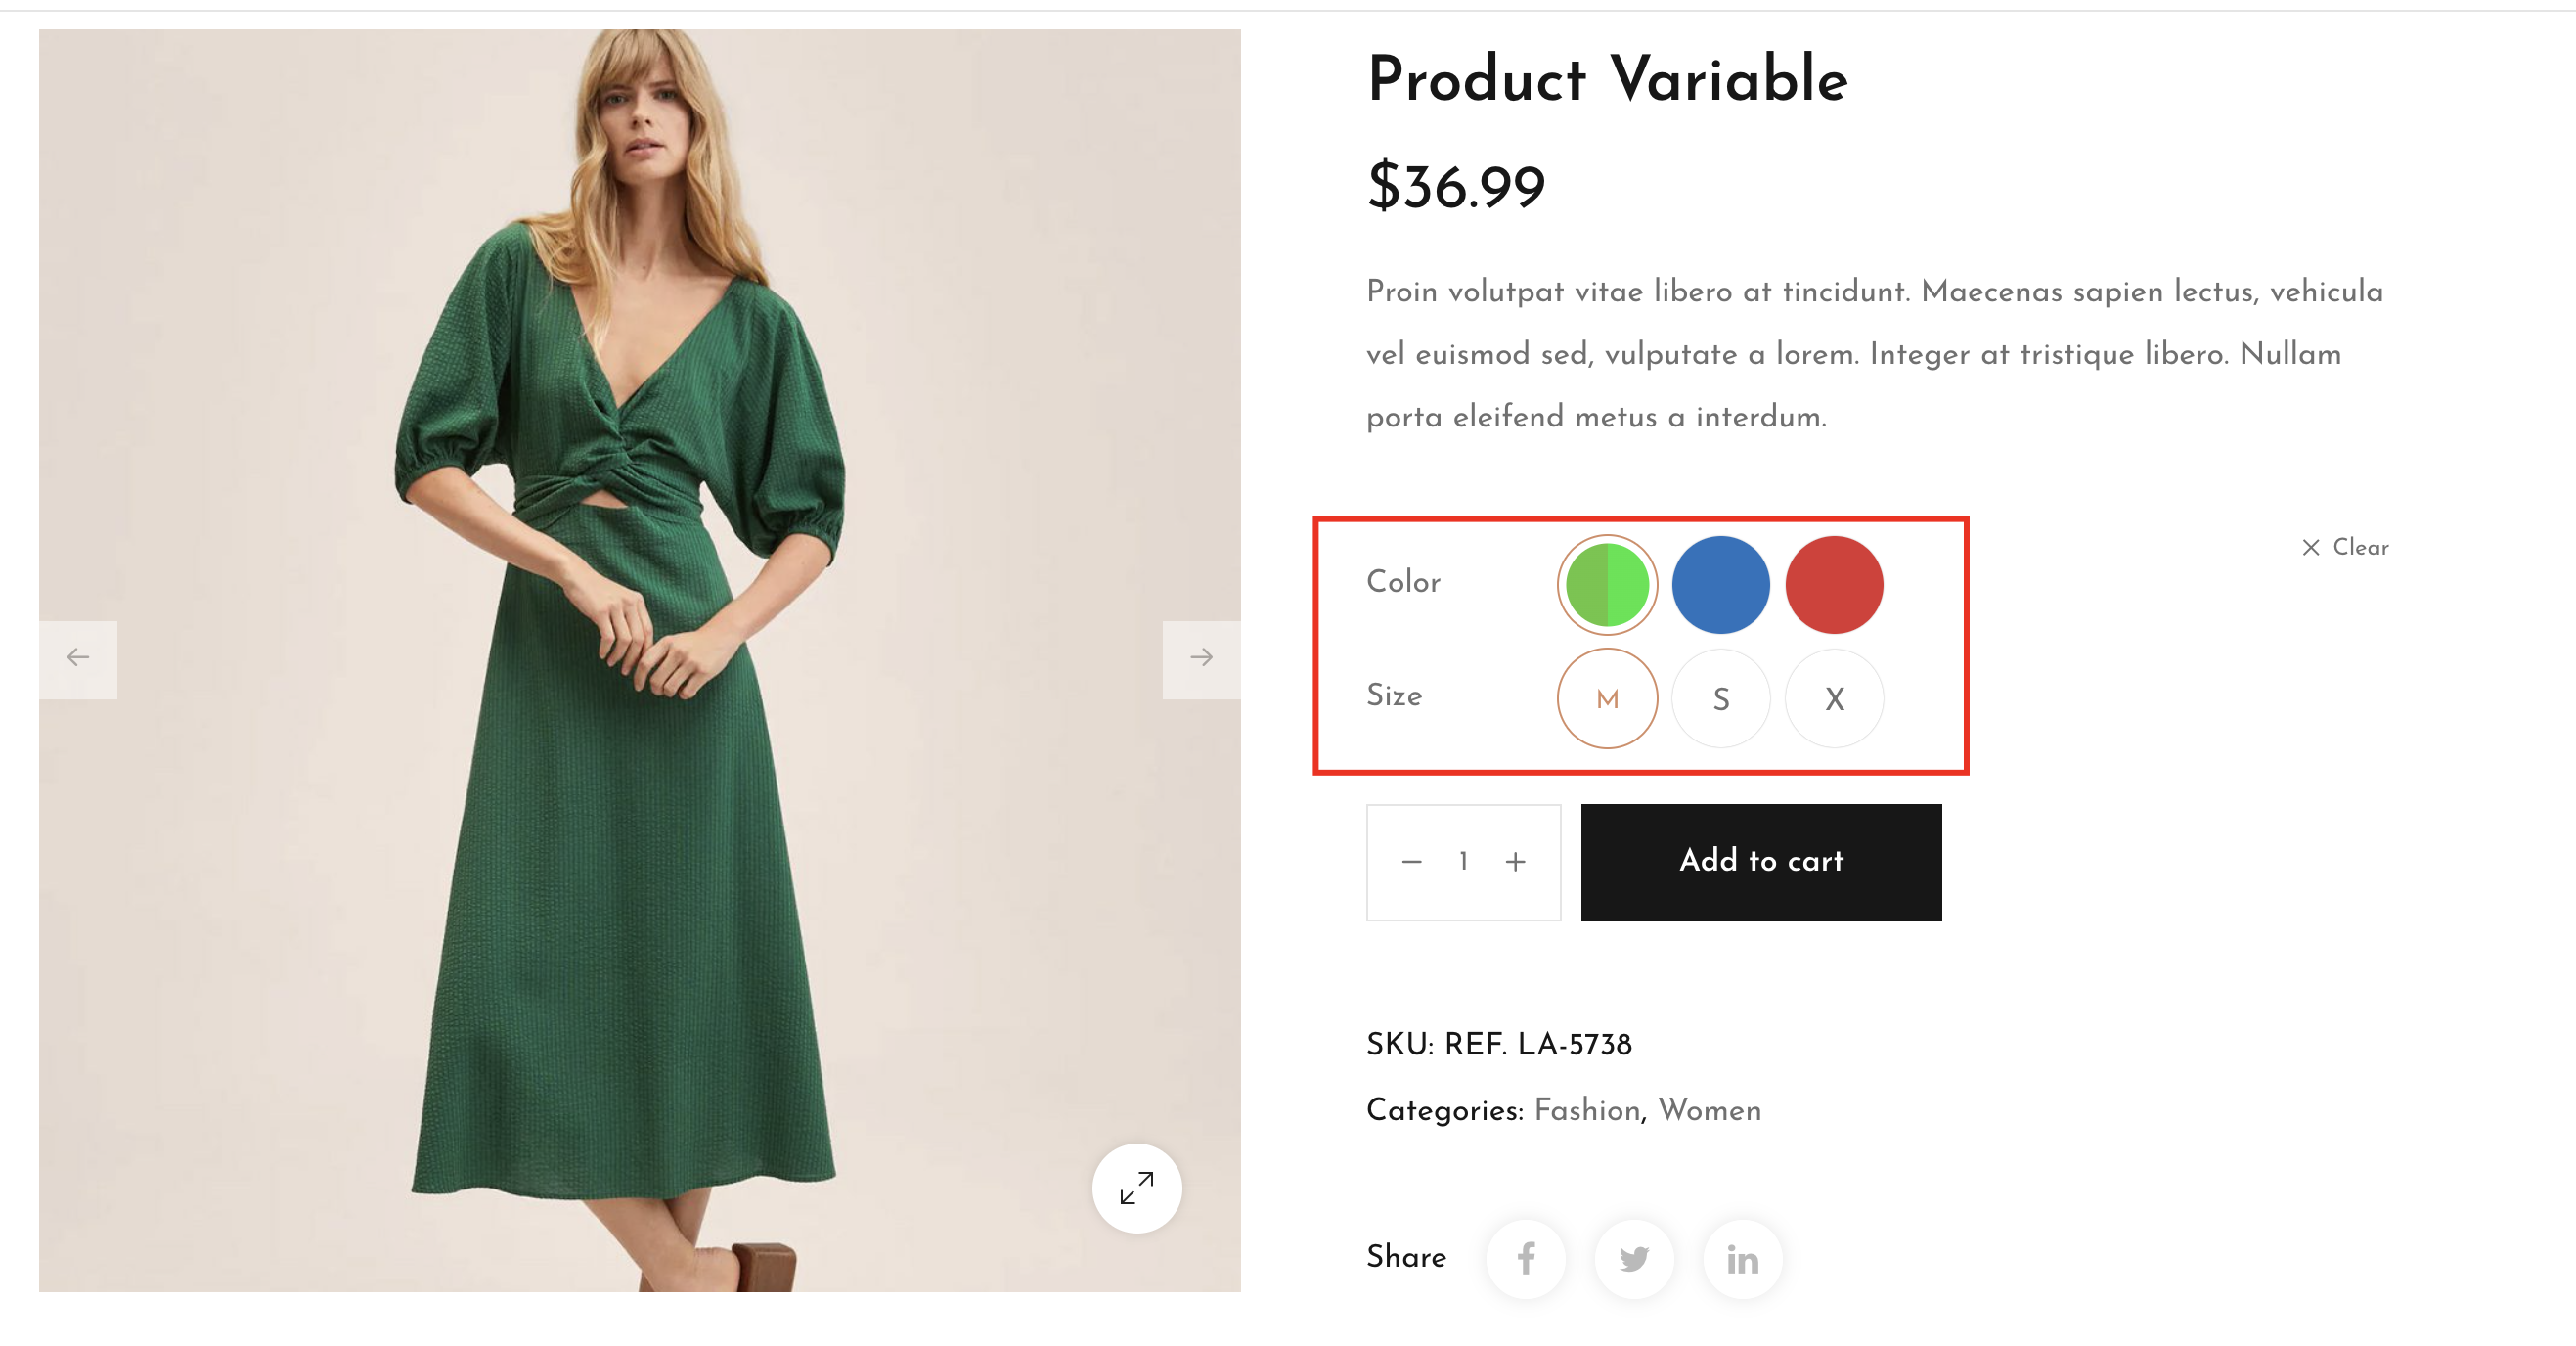 Product Variable
$36.99
Proin volutpat vitae libero at tincidunt. Maecenas sapien lectus, vehicula
vel euismod sed, vulputate a lorem. Integer at tristique libero. Nullam
porta eleifend metus a interdum.
Clear
Color
Size M S X
1 Add to cart
SKU: REF. LA-5738
Categories: Fashion, Women
Share